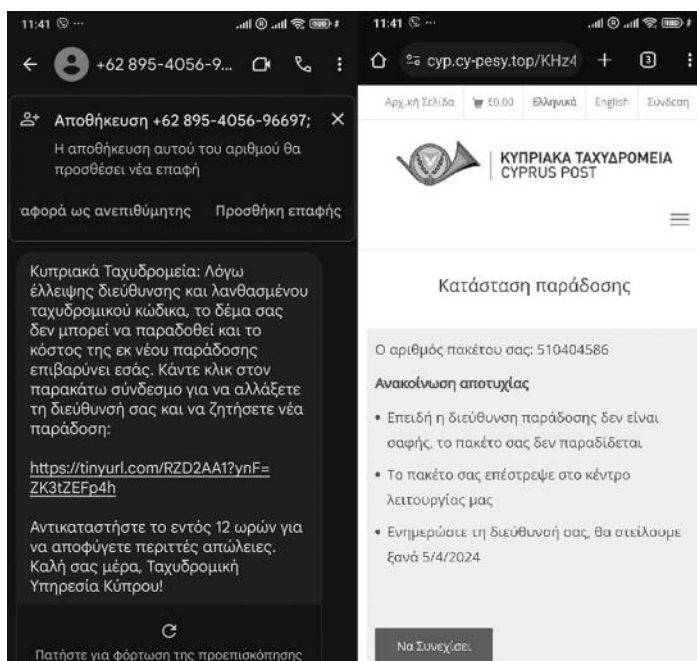 11:41
+62 895-4056-9...
Αποθήκευση +62 895-4056-96697;
Η αποθήκευση αυτού του αριθμού θα
προσθέσει νέα επαφή
αφορά ως ανεπιθύμητης Προσθήκη επαφής
Κυπριακά Ταχυδρομεία: Λόγω
έλλειψης διεύθυνσης και λανθασμένου
ταχυδρομικού κώδικα, το δέμα σας
δεν μπορεί να παραδοθεί και το
κόστος της εκ νέου παράδοσης
επιβαρύνει εσάς. Κάντε κλικ στον
παρακάτω σύνδεσμο για να αλλάξετε
τη διεύθυνσή σας και να ζητήσετε νέα
παράδοση:
https://tinyurl.com/RZD2AA1?ynF=
ZK3tZEFp4h
Αντικαταστήστε το εντός 12 ωρών για
να αποφύγετε περιττές απώλειες.
Καλή σας μέρα, Ταχυδρομική
Υπηρεσία Κύπρου!
Πατήστε για φόρτωση της προεπισκόπησης
11:41
cyp.cy-pesy.top/KHz4
3
Αρχική Σελίδα €0.00 Ελληνικά English Σύνδεση
ΚΥΠΡΙΑΚΑ ΤΑΧΥΔΡΟΜΕΙΑ
CYPRUS POST
Κατάσταση παράδοσης
Ο αριθμός πακέτου σας: 510404586
Ανακοίνωση αποτυχίας
• Επειδή η διεύθυνση παράδοσης δεν είναι
σαφής, το πακέτο σας δεν παραδίδεται
• Το πακέτο σας επέστρεψε στο κέντρο
λειτουργίας μας
• Ενημερώστε τη διεύθυνσή σας, θα στείλουμε
ξανά 5/4/2024
Να Συνεχίσει